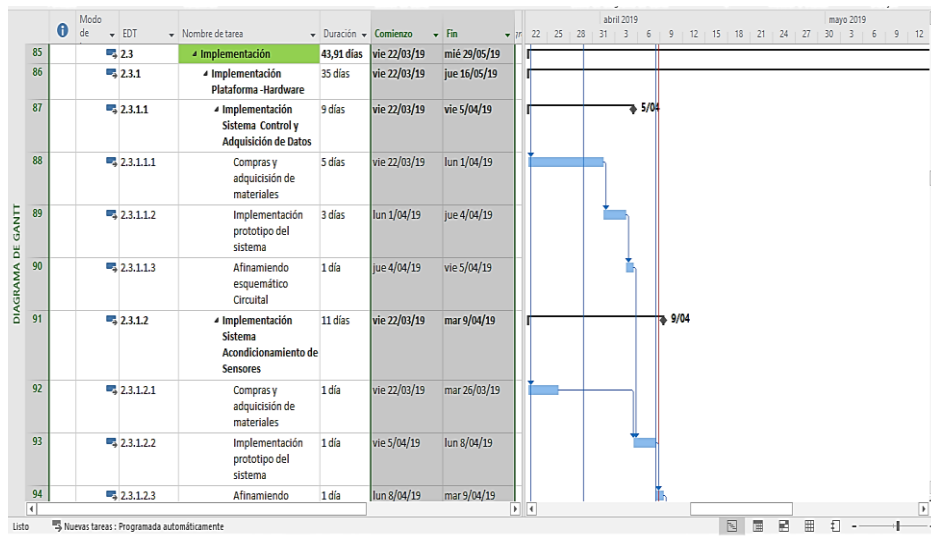 abril 2019 mayo 2019
Modo
de EDT Nombre de tarea Duración Comienzo Fin 22 25 28 31 3 6 9 12 15 18 21 24 27 30 3 6 9 12
85 2.3 Implementación 43,91 días vie 22/03/19 mié 29/05/19
86 2.3.1 Implementación 35 días vie 22/03/19 jue 16/05/19
Plataforma -Hardware
87 2.3.1.1 Implementación 9 días vie 22/03/19 vie 5/04/19 5/04
Sistema Control y
Adquisición de Datos
88 2.3.1.1.1 Compras y 5 días vie 22/03/19 lun 1/04/19
adquicisión de
materiales
89 2.3.1.1.2 Implementación 3 días lun 1/04/19 jue 4/04/19
prototipo del
sistema
90 2.3.1.1.3 Afinamiendo 1 día jue 4/04/19 vie 5/04/19
esquemático
Circuital
91 2.3.1.2 Implementación 11 días vie 22/03/19 mar 9/04/19 9/04
Sistema
Acondicionamiento de
Sensores
92 2.3.1.2.1 Compras y 1 día vie 22/03/19 mar 26/03/19
adquicisión de
materiales
93 2.3.1.2.2 Implementación 1 día vie 5/04/19 lun 8/04/19
prototipo del
sistema
94 2.3.1.2.3 Afinamiendo 1 día lun 8/04/19 mar 9/04/19
DIAGRAMA DE GANTT
Listo Nuevas tareas : Programada automáticamente